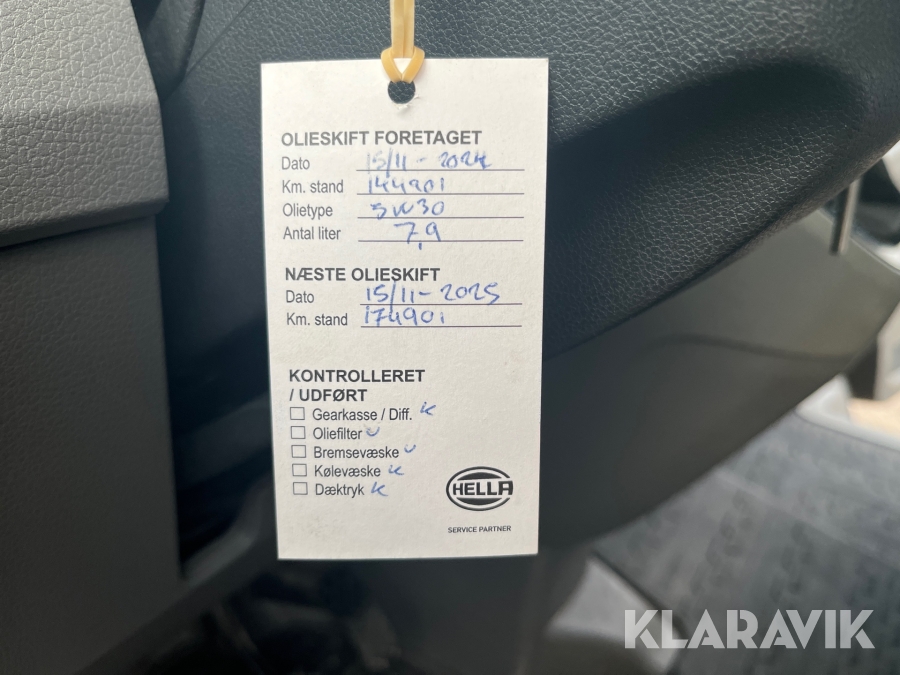 OLIESKIFT FORETAGET
Dato 15/11-2024
Km. stand 144901
Olietype 5W30
Antal liter 7,9
NÆSTE OLIESKIFT
Dato 15/11-2025
Km. stand 174901
KONTROLLERET
/ UDFØRT
Gearkasse / Diff. K
Oliefilter U
Bremsevæske U
Kølevæske K
Dæktryk K
HELLA
SERVICE PARTNER
KLARAVIK